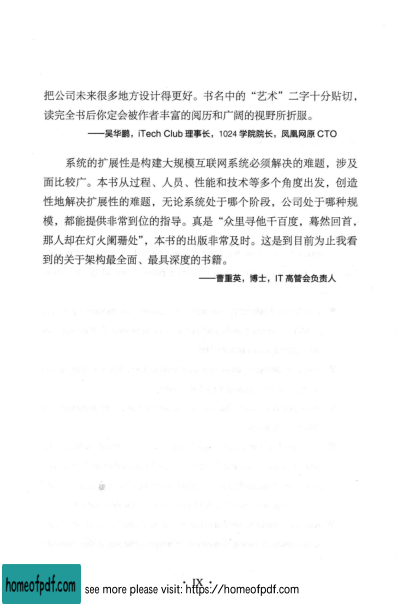 把公司未来很多地方设计得更好。书名中的“艺术”二字十分贴切，
读完全书后你定会被作者丰富的阅历和广阔的视野所折服。
——吴华鹏，iTech Club 理事长，1024 学院院长，凤凰网原 CTO
系统的扩展性是构建大规模互联网系统必须解决的难题，涉及
面比较广。本书从过程、人员、性能和技术等多个角度出发，创造
性地解决扩展性的难题，无论系统处于哪个阶段，公司处于哪种规
模，都能提供非常到位的指导。真是“众里寻他千百度，蓦然回首，
那人却在灯火阑珊处”，本书的出版非常及时。这是到目前为止我看
到的关于架构最全面、最具深度的书籍。
——曹重英，博士，IT 高管会负责人
· IX ·
homeofpdf.com see more please visit: https://homeofpdf.com